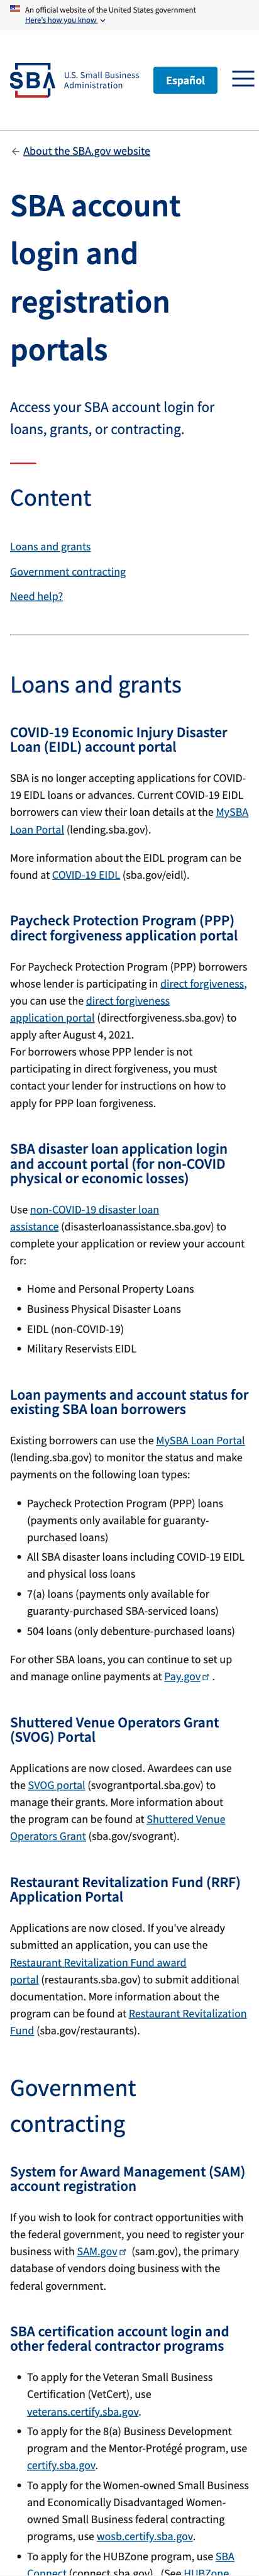 An official website of the United States government
Here's how you know
SBA
U.S. Small Business
Administration
Español
← About the SBA.gov website
SBA account
login and
registration
portals
Access your SBA account login for
loans, grants, or contracting.
Content
Loans and grants
Government contracting
Need help?
Loans and grants
COVID-19 Economic Injury Disaster
Loan (EIDL) account portal
SBA is no longer accepting applications for COVID-
19 EIDL loans or advances. Current COVID-19 EIDL
borrowers can view their loan details at the MySBA
Loan Portal (lending.sba.gov).
More information about the EIDL program can be
found at COVID-19 EIDL (sba.gov/eidl).
Paycheck Protection Program (PPP)
direct forgiveness application portal
For Paycheck Protection Program (PPP) borrowers
whose lender is participating in direct forgiveness,
you can use the direct forgiveness
application portal (directforgiveness.sba.gov) to
apply after August 4, 2021.
For borrowers whose PPP lender is not
participating in direct forgiveness, you must
contact your lender for instructions on how to
apply for PPP loan forgiveness.
SBA disaster loan application login
and account portal (for non-COVID
physical or economic losses)
Use non-COVID-19 disaster loan
assistance (disasterloanassistance.sba.gov) to
complete your application or review your account
for:
• Home and Personal Property Loans
• Business Physical Disaster Loans
• EIDL (non-COVID-19)
• Military Reservists EIDL
Loan payments and account status for
existing SBA loan borrowers
Existing borrowers can use the MySBA Loan Portal
(lending.sba.gov) to monitor the status and make
payments on the following loan types:
• Paycheck Protection Program (PPP) loans
(payments only available for guaranty-
purchased loans)
• All SBA disaster loans including COVID-19 EIDL
and physical loss loans
• 7(a) loans (payments only available for
guaranty-purchased SBA-serviced loans)
• 504 loans (only debenture-purchased loans)
For other SBA loans, you can continue to set up
and manage online payments at Pay.gov .
Shuttered Venue Operators Grant
(SVOG) Portal
Applications are now closed. Awardees can use
the SVOG portal (svograntportal.sba.gov) to
manage their grants. More information about
the program can be found at Shuttered Venue
Operators Grant (sba.gov/svogrant).
Restaurant Revitalization Fund (RRF)
Application Portal
Applications are now closed. If you've already
submitted an application, you can use the
Restaurant Revitalization Fund award
portal (restaurants.sba.gov) to submit additional
documentation. More information about the
program can be found at Restaurant Revitalization
Fund (sba.gov/restaurants).
Government
contracting
System for Award Management (SAM)
account registration
If you wish to look for contract opportunities with
the federal government, you need to register your
business with SAM.gov (sam.gov), the primary
database of vendors doing business with the
federal government.
SBA certification account login and
other federal contractor programs
• To apply for the Veteran Small Business
Certification (VetCert), use
veterans.certify.sba.gov.
• To apply for the 8(a) Business Development
program and the Mentor-Protégé program, use
certify.sba.gov.
• To apply for the Women-owned Small Business
and Economically Disadvantaged Women-
owned Small Business federal contracting
programs, use wosb.certify.sba.gov.
• To apply for the HUBZone program, use SBA
Connect (connect.sba.gov). (See HUBZone